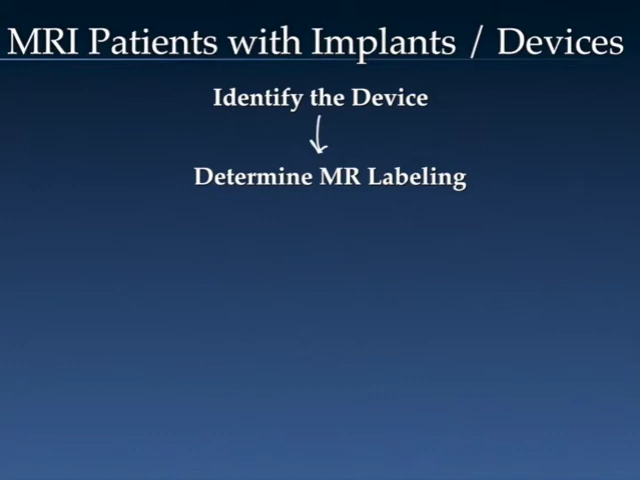 MRI Patients with Implants / Devices
Identify the Device
Determine MR Labeling